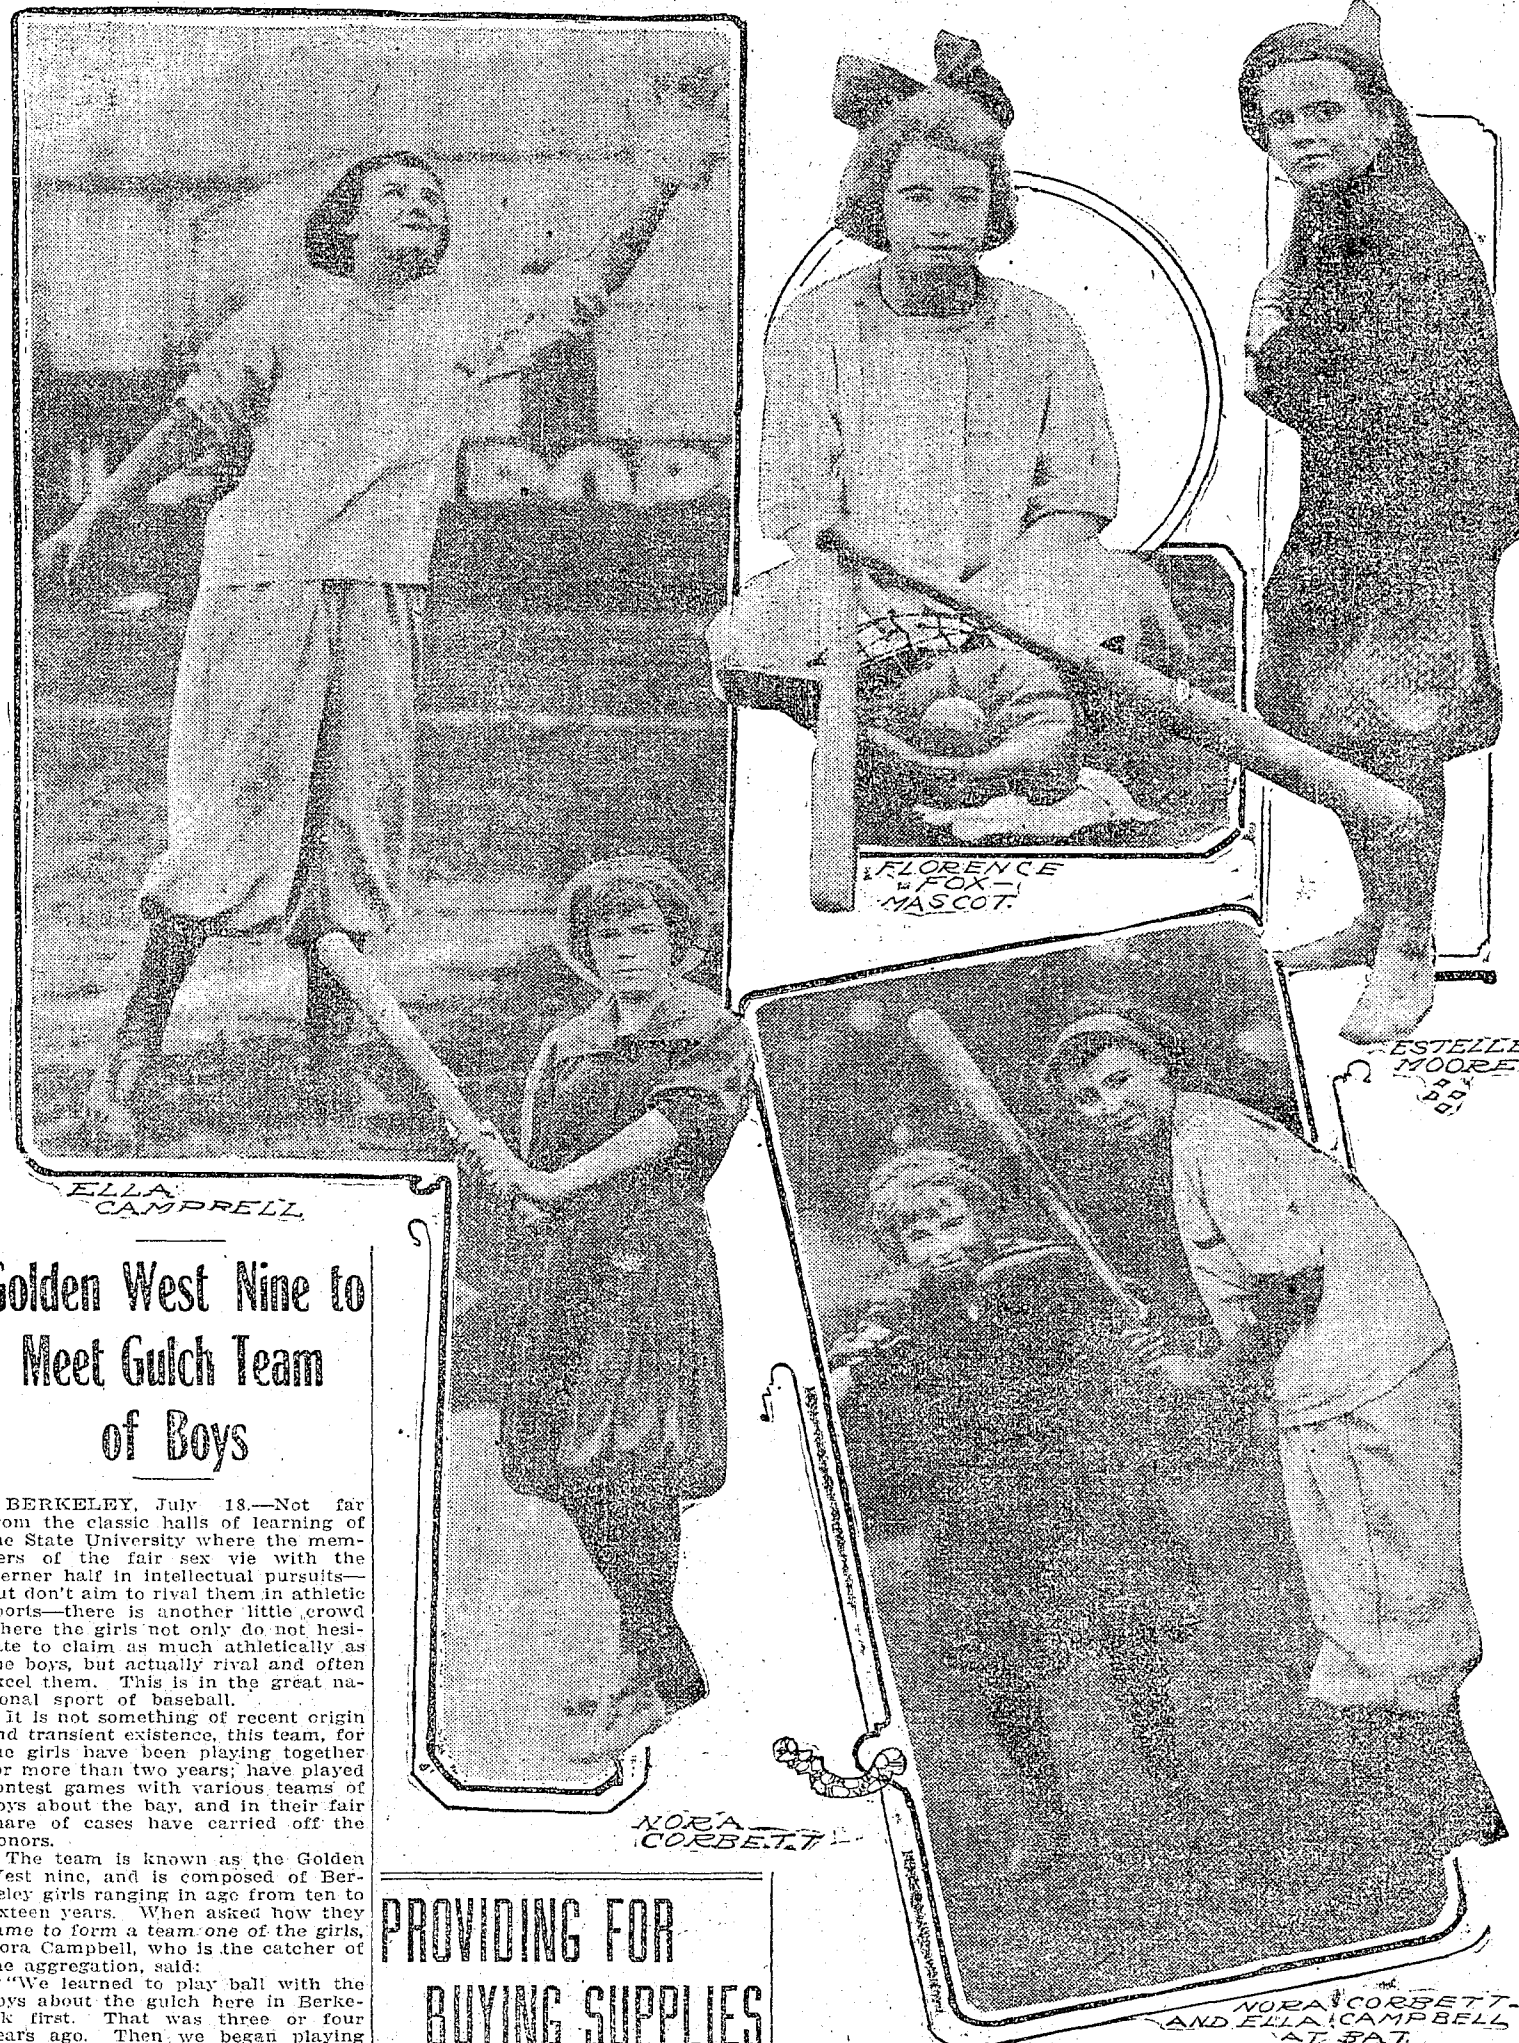 FLORENCE
FOX-
MASCOT.
ESTELLE
MOORE.
ELLA
CAMPBELL
olden West Nine to
Meet Gulch Team
of Boys
BERKELEY, July 18.—Not far
om the classic halls of learning of
e State University where the mem-
ers of the fair sex vie with the
erner half in intellectual pursuits—
ut don't aim to rival them in athletic
orts—there is another little crowd
here the girls not only do not hesi-
te to claim as much athletically as
e boys, but actually rival and often
xcel them. This is in the great na-
onal sport of baseball.
It is not something of recent origin
nd transient existence, this team, for
e girls have been playing together
or more than two years; have played
ontest games with various teams of
oys about the bay, and in their fair
are of cases have carried off the
onors.
The team is known as the Golden
est nine, and is composed of Ber-
eley girls ranging in age from ten to
ixteen years. When asked how they
ame to form a team one of the girls,
ora Campbell, who is the catcher of
e aggregation, said:
"We learned to play ball with the
oys about the gulch here in Berke-
k first. That was three or four
ears ago. Then we began playing
NORA
CORBETT
PROVIDING FOR
BUYING SUPPLIES
NORA CORBETT-
AND ELLA CAMPBELL
AT BAT.